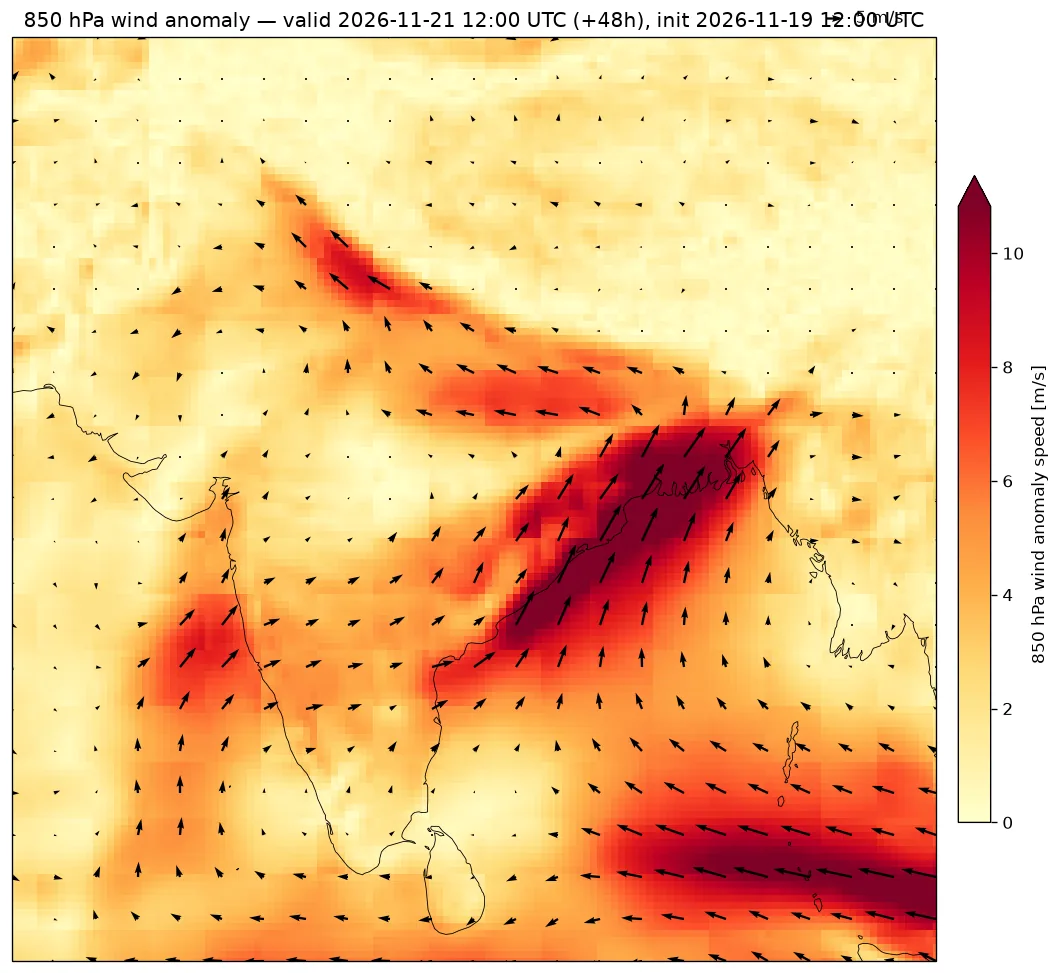 850 hPa wind anomaly — valid 2026-11-21 12:00 UTC (+48h), init 2026-11-19 12:00 UTC
5 m/s
10
8
6
4
2
0
850 hPa wind anomaly speed [m/s]